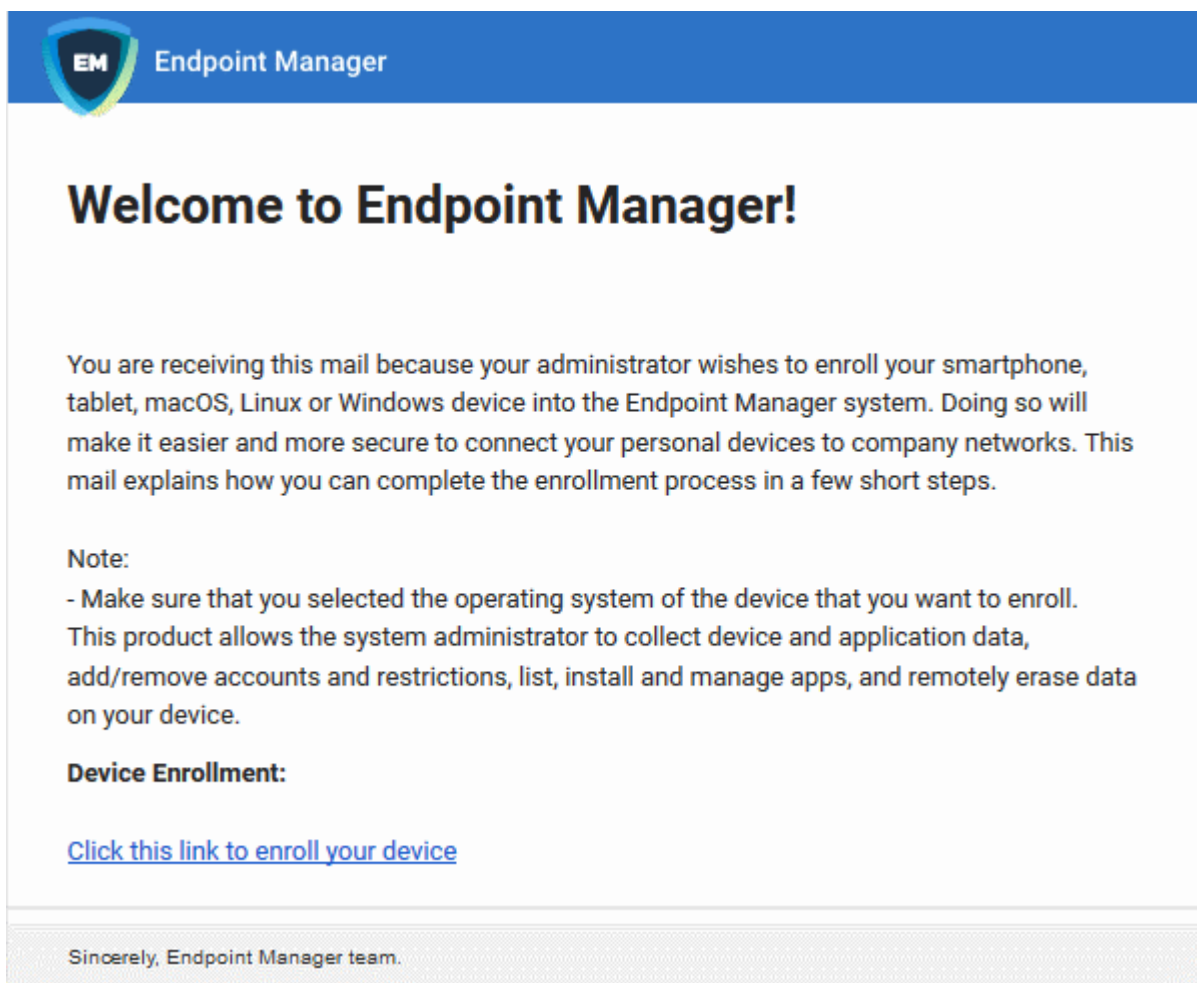 EM
Endpoint Manager
Welcome to Endpoint Manager!
You are receiving this mail because your administrator wishes to enroll your smartphone,
tablet, macOS, Linux or Windows device into the Endpoint Manager system. Doing so will
make it easier and more secure to connect your personal devices to company networks. This
mail explains how you can complete the enrollment process in a few short steps.
Note:
- Make sure that you selected the operating system of the device that you want to enroll.
This product allows the system administrator to collect device and application data,
add/remove accounts and restrictions, list, install and manage apps, and remotely erase data
on your device.
Device Enrollment:
Click this link to enroll your device
Sincerely, Endpoint Manager team.